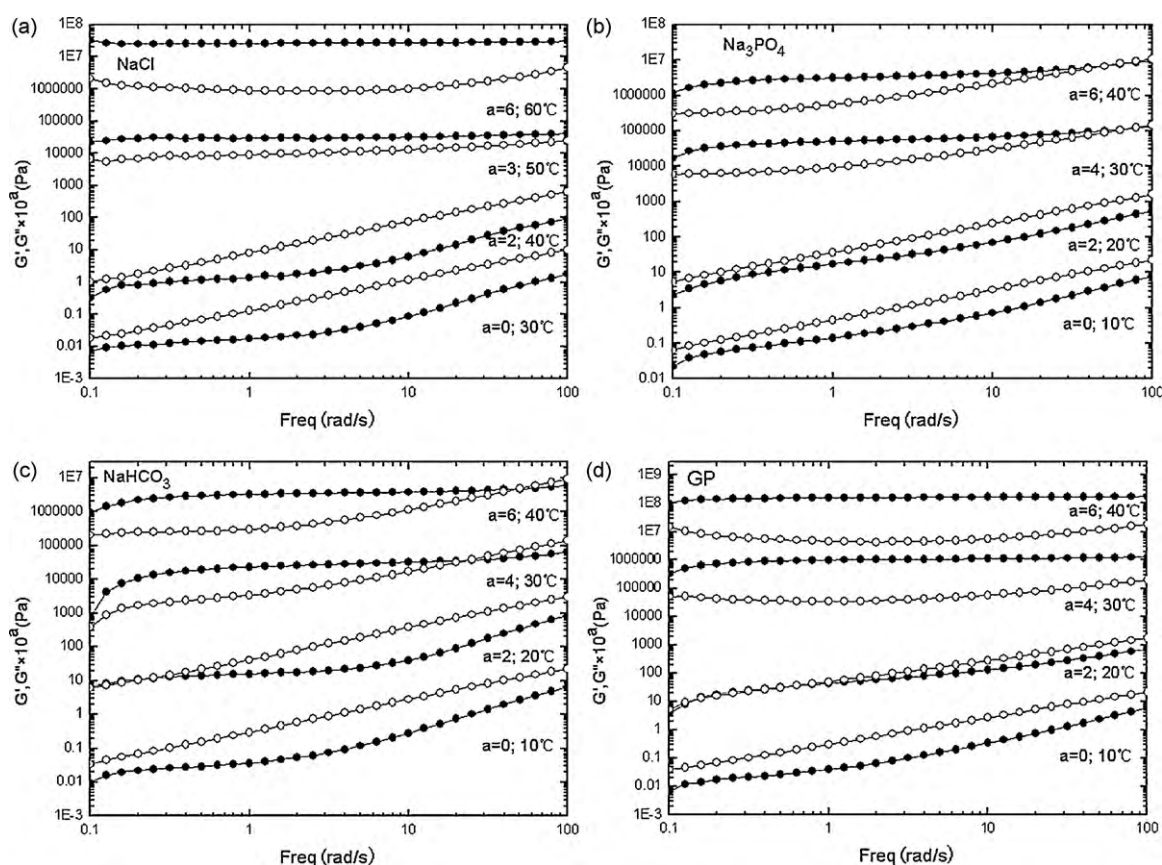 (a)
NaCl
1E8
1E7
1000000
100000
10000
1000
100
10
1
0.1
0.01
1E-3
a=6; 60℃
a=3; 50℃
a=2; 40℃
a=0; 30℃
G', G''×10ᵃ (Pa)
0.1 1 10 100
Freq (rad/s)
(b)
Na₃PO₄
1E8
1E7
1000000
100000
10000
1000
100
10
1
0.1
0.01
a=6; 40℃
a=4; 30℃
a=2; 20℃
a=0; 10℃
G', G''×10ᵃ (Pa)
0.1 1 10 100
Freq (rad/s)
(c)
NaHCO₃
1E7
1000000
100000
10000
1000
100
10
1
0.1
0.01
1E-3
a=6; 40℃
a=4; 30℃
a=2; 20℃
a=0; 10℃
G', G''×10ᵃ (Pa)
0.1 1 10 100
Freq (rad/s)
(d)
GP
1E9
1E8
1E7
1000000
100000
10000
1000
100
10
1
0.1
0.01
1E-3
a=6; 40℃
a=4; 30℃
a=2; 20℃
a=0; 10℃
G', G''×10ᵃ (Pa)
0.1 1 10 100
Freq (rad/s)